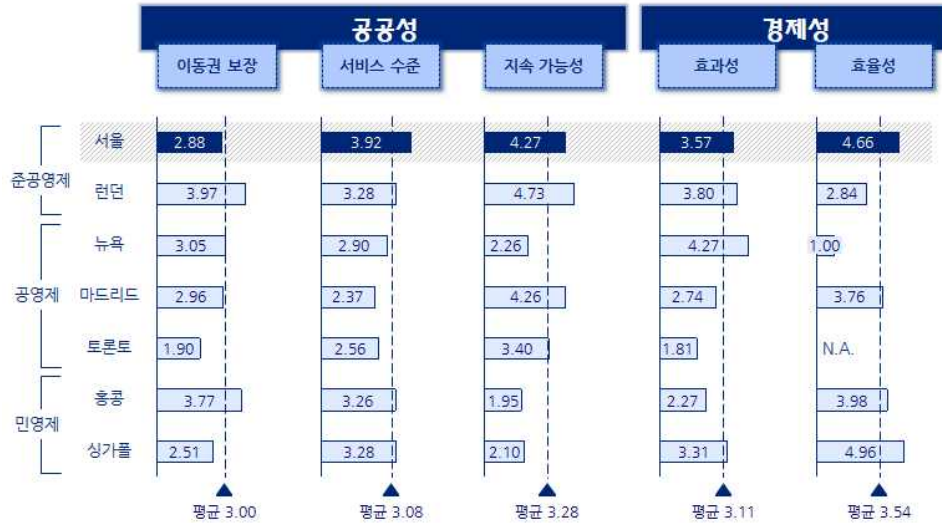 공공성 경제성
이동권 보장 서비스 수준 지속 가능성 효과성 효율성
서울 2.88 3.92 4.27 3.57 4.66
준공영제
런던 3.97 3.28 4.73 3.80 2.84
뉴욕 3.05 2.90 2.26 4.27 1.00
공영제 마드리드 2.96 2.37 4.26 2.74 3.76
토론토 1.90 2.56 3.40 1.81 N.A.
홍콩 3.77 3.26 1.95 2.27 3.98
민영제
싱가폴 2.51 3.28 2.10 3.31 4.96
평균 3.00 평균 3.08 평균 3.28 평균 3.11 평균 3.54